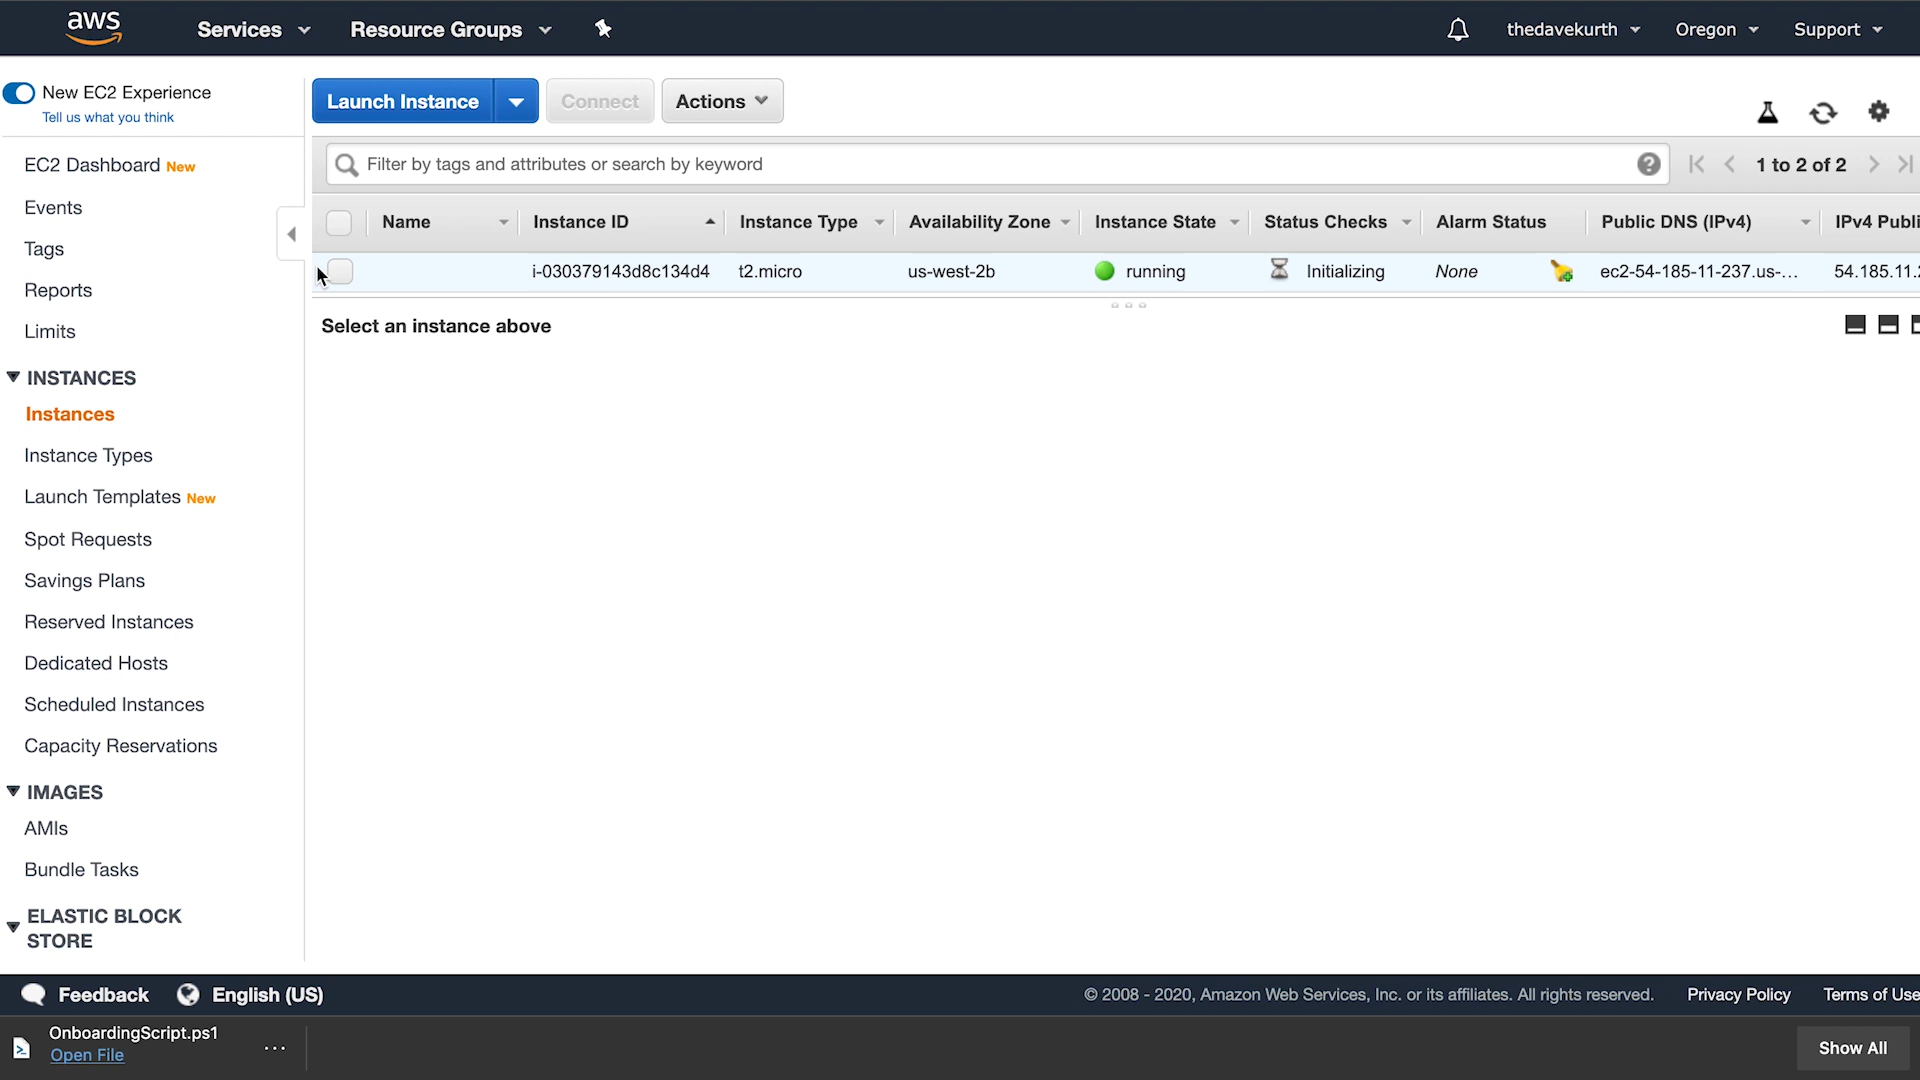 aws
Services
Resource Groups
thedavekurth
Oregon
Support
New EC2 Experience
Tell us what you think
Launch Instance
Connect
Actions
EC2 Dashboard New
Events
Tags
Reports
Limits
INSTANCES
Instances
Instance Types
Launch Templates New
Spot Requests
Savings Plans
Reserved Instances
Dedicated Hosts
Scheduled Instances
Capacity Reservations
IMAGES
AMIs
Bundle Tasks
ELASTIC BLOCK
STORE
Filter by tags and attributes or search by keyword
1 to 2 of 2
Name Instance ID Instance Type Availability Zone Instance State Status Checks Alarm Status Public DNS (IPv4) IPv4 Publi
i-030379143d8c134d4 t2.micro us-west-2b running Initializing None ec2-54-185-11-237.us-... 54.185.11.2
Select an instance above
Feedback
English (US)
© 2008 - 2020, Amazon Web Services, Inc. or its affiliates. All rights reserved.
Privacy Policy
Terms of Use
OnboardingScript.ps1
Open File
...
Show All